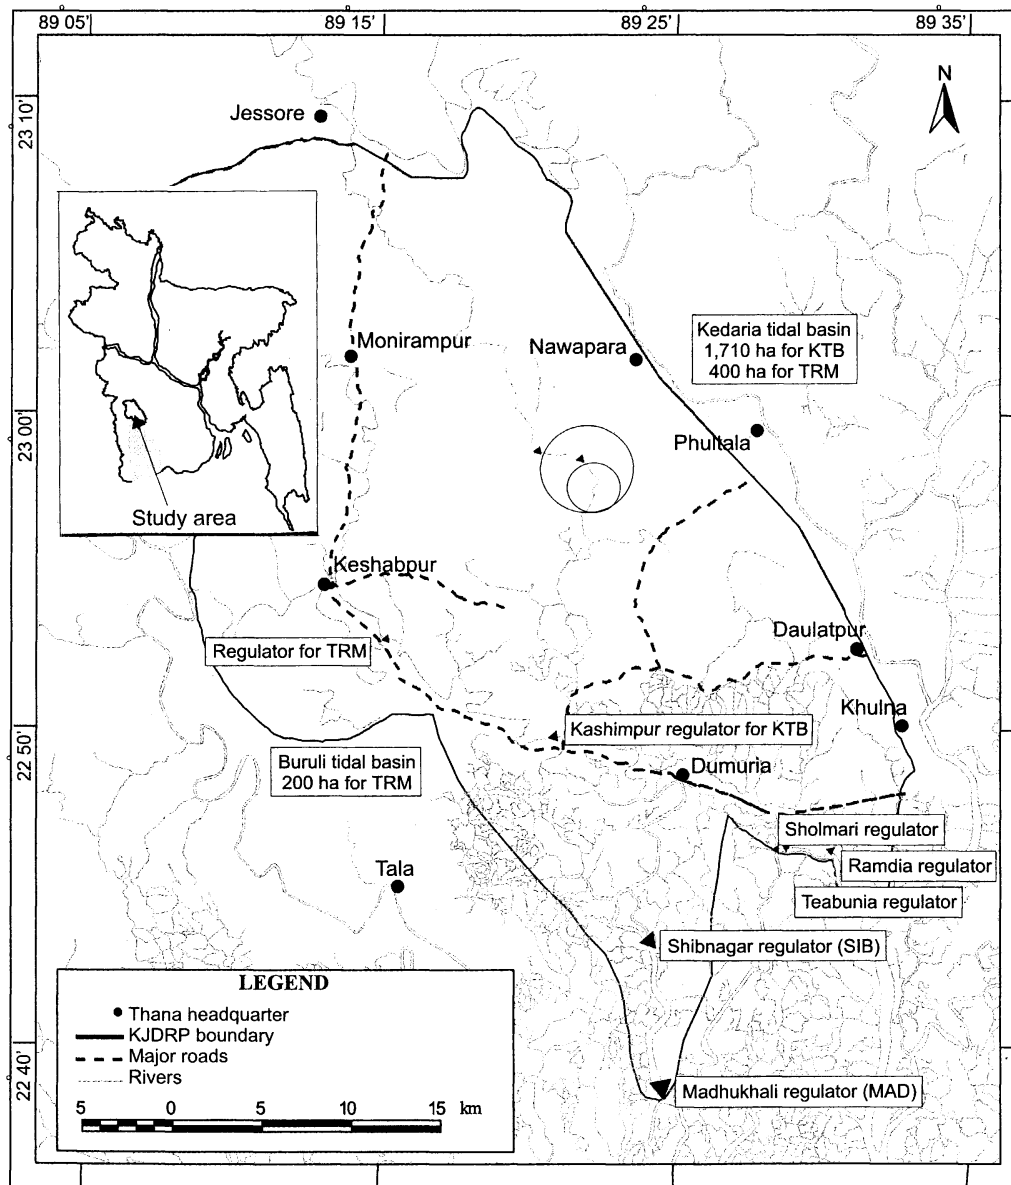 89 05'
89 15'
89 25'
89 35'
23 10'
23 00'
22 50'
22 40'
N
Jessore
Monirampur
Nawapara
Kedaria tidal basin
1,710 ha for KTB
400 ha for TRM
Phultala
Study area
Keshabpur
Daulatpur
Regulator for TRM
Khulna
Kashimpur regulator for KTB
Buruli tidal basin
200 ha for TRM
Dumuria
Sholmari regulator
Ramdia regulator
Tala
Teabunia regulator
Shibnagar regulator (SIB)
LEGEND
Thana headquarter
KJDRP boundary
Major roads
Rivers
5 0 5 10 15 km
Madhukhali regulator (MAD)